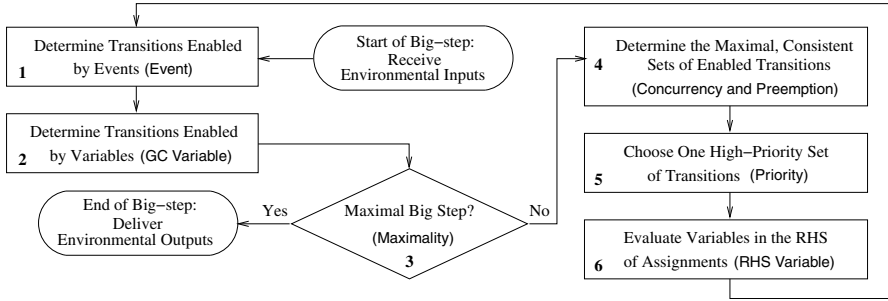 Determine Transitions Enabled
by Events (Event)
1
Start of Big−step:
Receive
Environmental Inputs
Determine Transitions Enabled
by Variables (GC Variable)
2
Maximal Big Step?
(Maximality)
3
Yes
No
End of Big−step:
Deliver
Environmental Outputs
Determine the Maximal, Consistent
Sets of Enabled Transitions
(Concurrency and Preemption)
4
Choose One High−Priority Set
of Transitions (Priority)
5
Evaluate Variables in the RHS
of Assignments (RHS Variable)
6